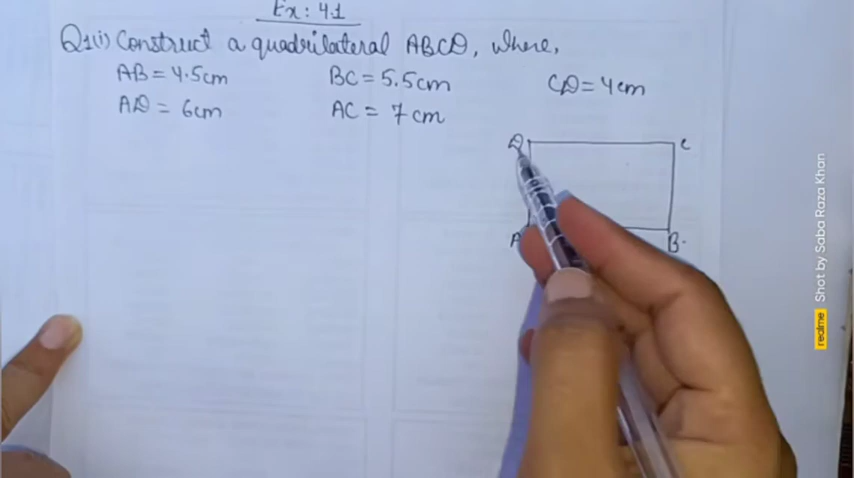 Ex: 4.1
Q1(i) Construct a quadrilateral ABCD, where,
AB = 4.5cm BC = 5.5cm CD = 4cm
AD = 6cm AC = 7cm
D C
A B
realme Shot by Saba Raza Khan